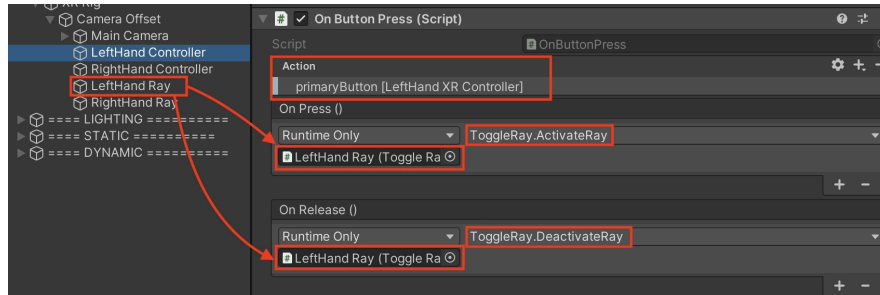 XR Rig
Camera Offset
Main Camera
LeftHand Controller
RightHand Controller
LeftHand Ray
RightHand Ray
==== LIGHTING ==========
==== STATIC ==========
==== DYNAMIC ==========
On Button Press (Script)
Script
OnButtonPress
Action
primaryButton [LeftHand XR Controller]
On Press ()
Runtime Only
ToggleRay.ActivateRay
LeftHand Ray (Toggle Ra
On Release ()
Runtime Only
ToggleRay.DeactivateRay
LeftHand Ray (Toggle Ra